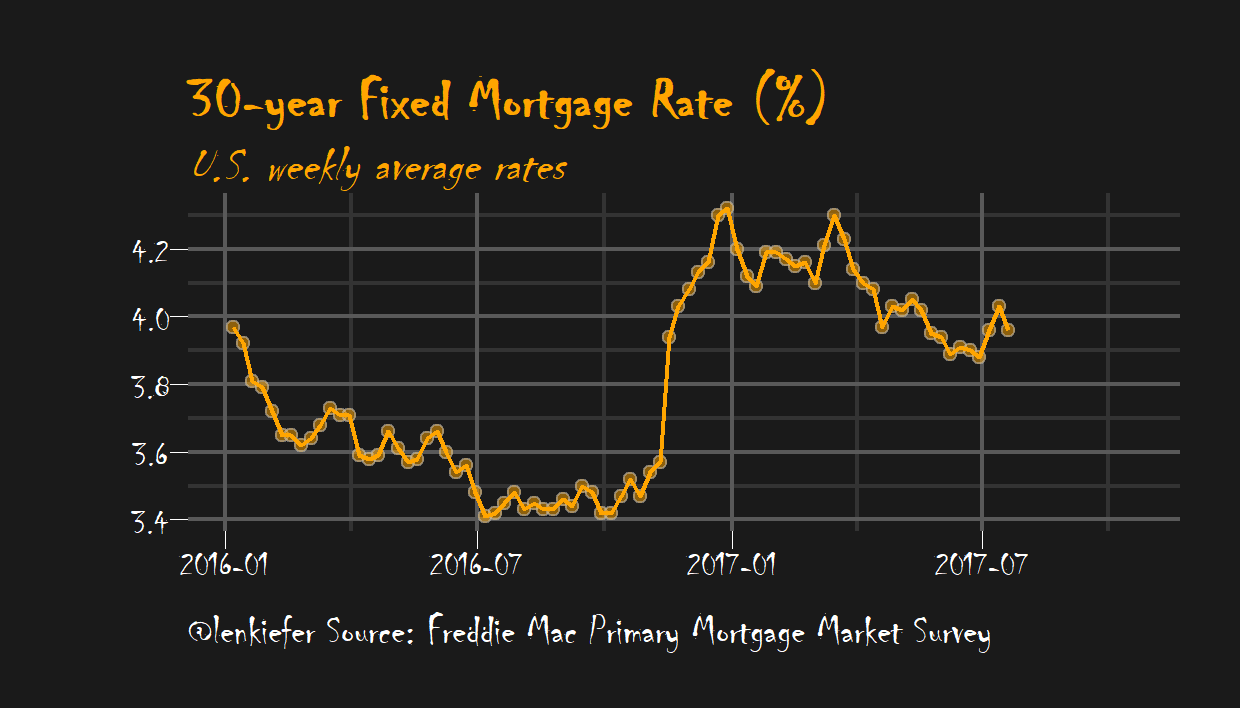 30-year Fixed Mortgage Rate (%)
U.S. weekly average rates
4.2
4.0
3.8
3.6
3.4
2016-01 2016-07 2017-01 2017-07
@lenkiefer Source: Freddie Mac Primary Mortgage Market Survey